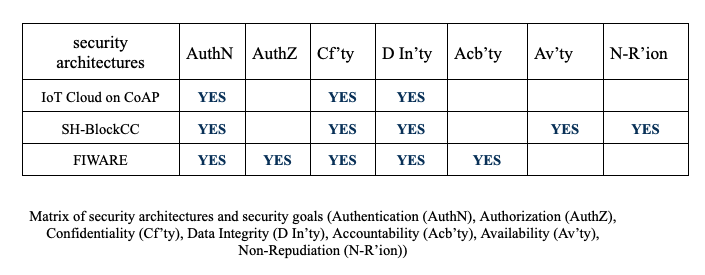 security architectures AuthN AuthZ Cf’ty D In’ty Acb’ty Av’ty N-R’ion
IoT Cloud on CoAP YES YES YES
SH-BlockCC YES YES YES YES YES
FIWARE YES YES YES YES YES
Matrix of security architectures and security goals (Authentication (AuthN), Authorization (AuthZ),
Confidentiality (Cf’ty), Data Integrity (D In’ty), Accountability (Acb’ty), Availability (Av’ty),
Non-Repudiation (N-R’ion))